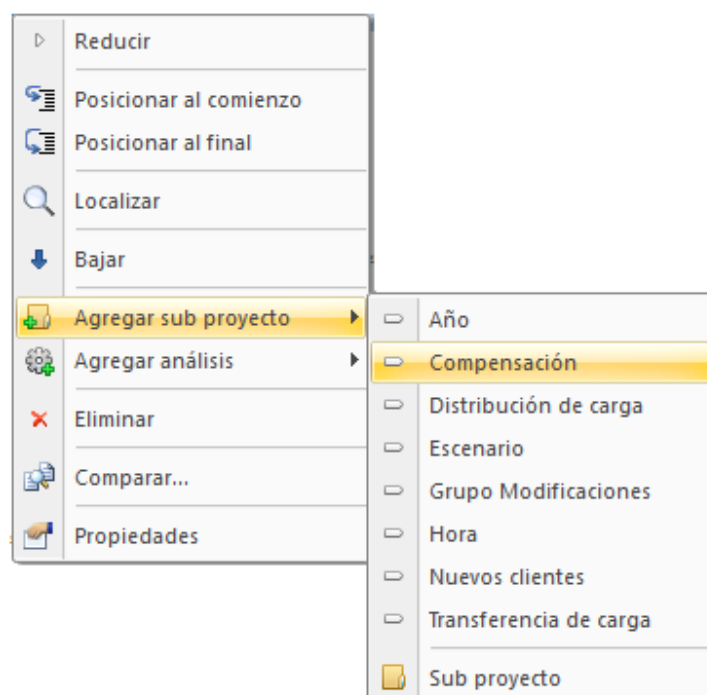 Reducir
Posicionar al comienzo
Posicionar al final
Localizar
Bajar
Agregar sub proyecto
Agregar análisis
Eliminar
Comparar...
Propiedades
Año
Compensación
Distribución de carga
Escenario
Grupo Modificaciones
Hora
Nuevos clientes
Transferencia de carga
Sub proyecto